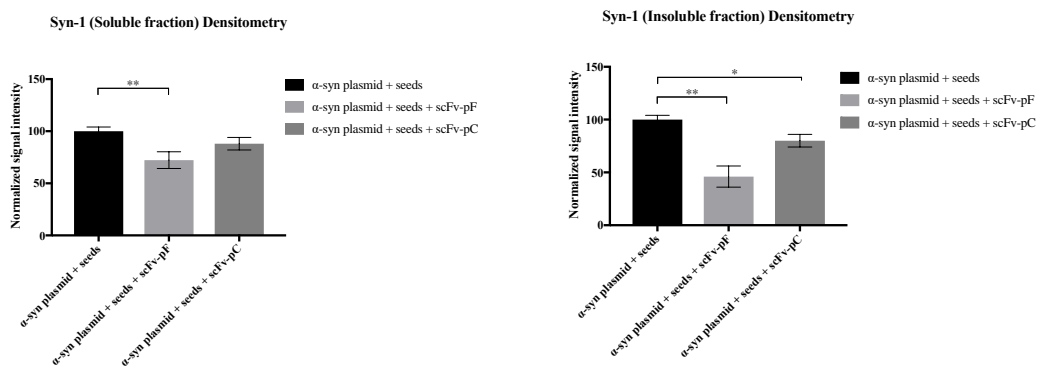 Syn-1 (Soluble fraction) Densitometry
Normalized signal intensity
150
100
50
0
**
α-syn plasmid + seeds
α-syn plasmid + seeds + scFv-pF
α-syn plasmid + seeds + scFv-pC
α-syn plasmid + seeds
α-syn plasmid + seeds + scFv-pF
α-syn plasmid + seeds + scFv-pC
Syn-1 (Insoluble fraction) Densitometry
Normalized signal intensity
150
100
50
0
*
**
α-syn plasmid + seeds
α-syn plasmid + seeds + scFv-pF
α-syn plasmid + seeds + scFv-pC
α-syn plasmid + seeds
α-syn plasmid + seeds + scFv-pF
α-syn plasmid + seeds + scFv-pC